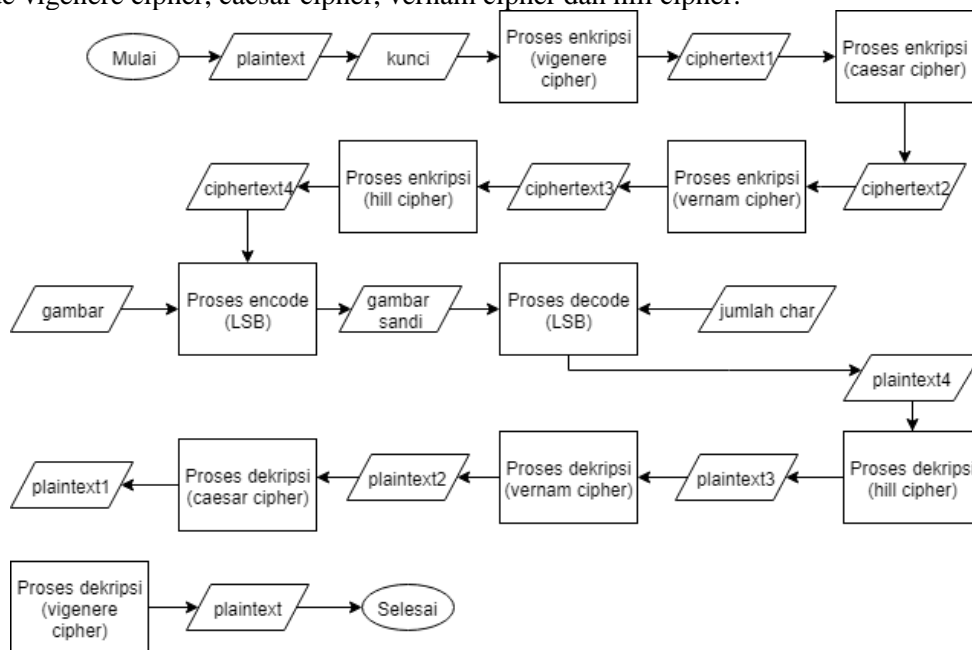 de vigenere cipher, caesar cipher, vernam cipher dan hill cipher.
Mulai
plaintext
kunci
Proses enkripsi
(vigenere
cipher)
ciphertext1
Proses enkripsi
(caesar cipher)
ciphertext2
Proses enkripsi
(vernam cipher)
ciphertext3
Proses enkripsi
(hill cipher)
ciphertext4
gambar
Proses encode
(LSB)
gambar
sandi
Proses decode
(LSB)
jumlah char
plaintext4
Proses dekripsi
(hill cipher)
plaintext3
Proses dekripsi
(vernam cipher)
plaintext2
Proses dekripsi
(caesar cipher)
plaintext1
Proses dekripsi
(vigenere
cipher)
plaintext
Selesai